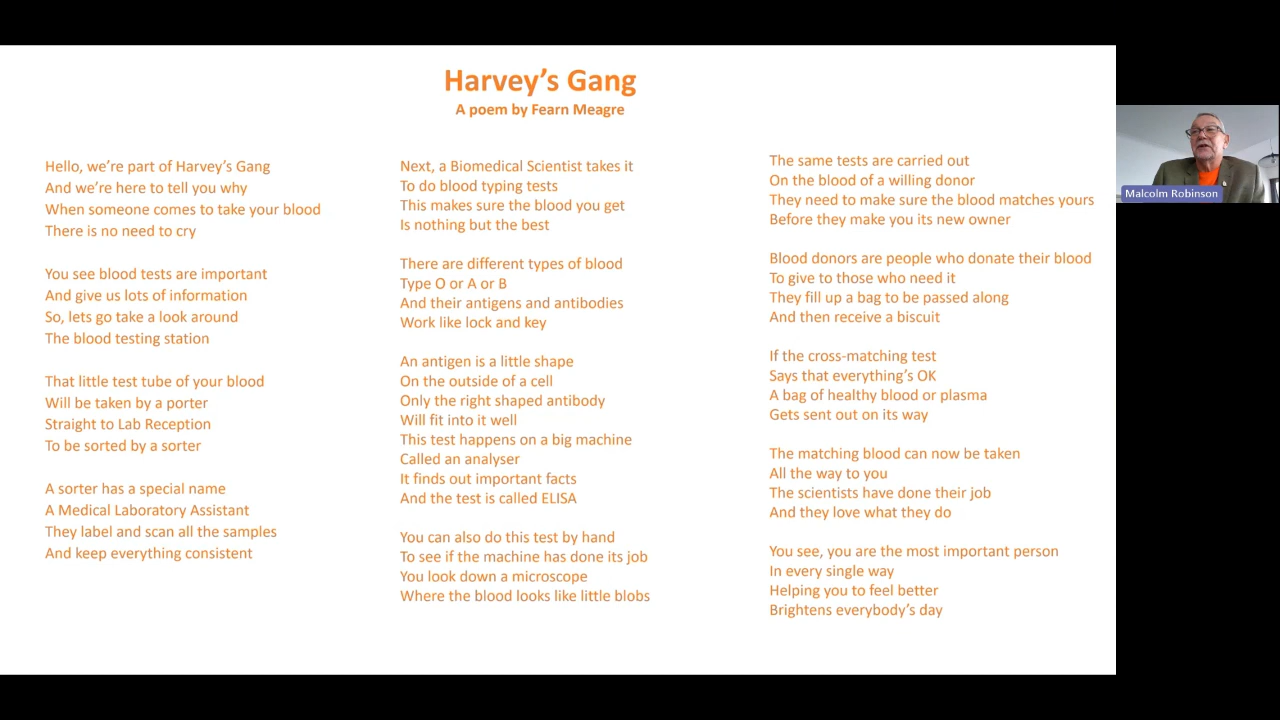 Harvey's Gang
A poem by Fearn Meagre
Hello, we're part of Harvey's Gang
And we're here to tell you why
When someone comes to take your blood
There is no need to cry
You see blood tests are important
And give us lots of information
So, lets go take a look around
The blood testing station
That little test tube of your blood
Will be taken by a porter
Straight to Lab Reception
To be sorted by a sorter
A sorter has a special name
A Medical Laboratory Assistant
They label and scan all the samples
And keep everything consistent
Next, a Biomedical Scientist takes it
To do blood typing tests
This makes sure the blood you get
Is nothing but the best
There are different types of blood
Type O or A or B
And their antigens and antibodies
Work like lock and key
An antigen is a little shape
On the outside of a cell
Only the right shaped antibody
Will fit into it well
This test happens on a big machine
Called an analyser
It finds out important facts
And the test is called ELISA
You can also do this test by hand
To see if the machine has done its job
You look down a microscope
Where the blood looks like little blobs
The same tests are carried out
On the blood of a willing donor
They need to make sure the blood matches yours
Before they make you its new owner
Blood donors are people who donate their blood
To give to those who need it
They fill up a bag to be passed along
And then receive a biscuit
If the cross-matching test
Says that everything's OK
A bag of healthy blood or plasma
Gets sent out on its way
The matching blood can now be taken
All the way to you
The scientists have done their job
And they love what they do
You see, you are the most important person
In every single way
Helping you to feel better
Brightens everybody's day
Malcolm Robinson